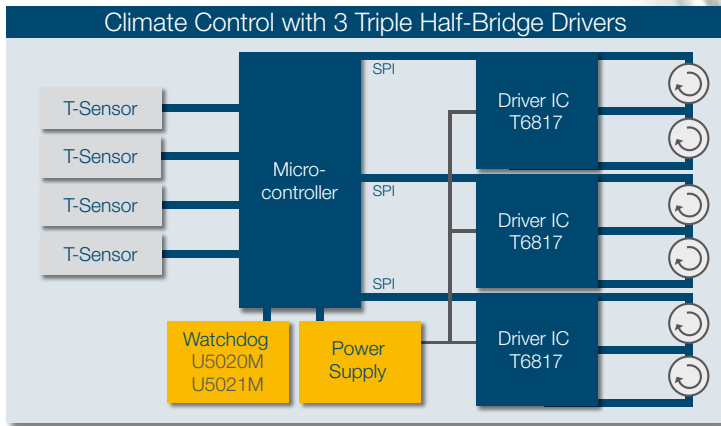 Climate Control with 3 Triple Half-Bridge Drivers
SPI
Driver IC
T6817
T-Sensor
T-Sensor
T-Sensor
T-Sensor
Micro-
controller
SPI
Driver IC
T6817
SPI
Driver IC
T6817
Watchdog
U5020M
U5021M
Power
Supply